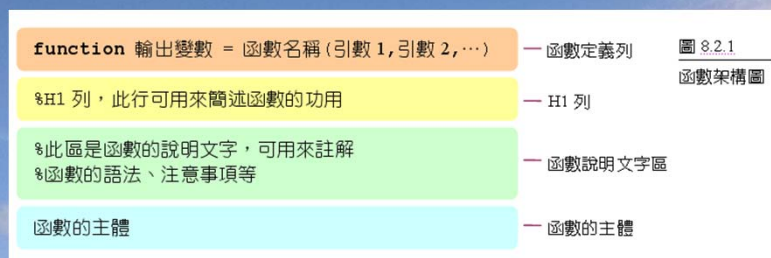 function 輸出變數 = 函數名稱(引數 1,引數 2,⋯)
函數定義列
圖 8.2.1
函數架構圖
%H1 列，此行可用來簡述函數的功用
H1 列
%此區是函數的說明文字，可用來註解
%函數的語法、注意事項等
函數說明文字區
函數的主體
函數的主體